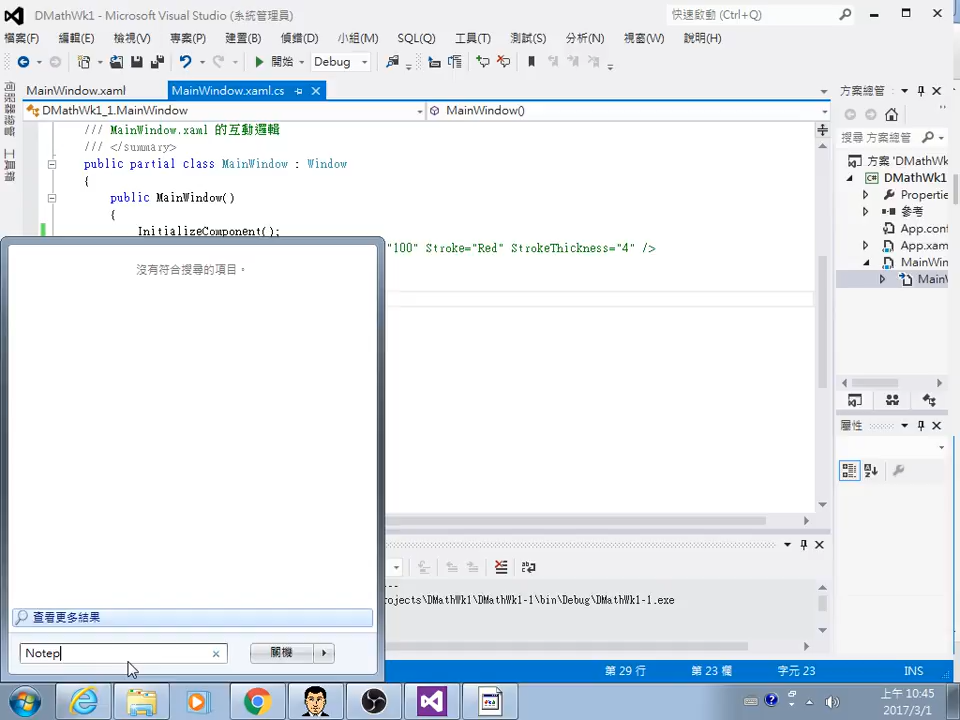 DMathWk1 - Microsoft Visual Studio (系統管理員)
快速啟動 (Ctrl+Q)
檔案(F) 編輯(E) 檢視(V) 專案(P) 建置(B) 偵錯(D) 小組(M) SQL(Q) 工具(T) 測試(S) 分析(N) 視窗(W) 說明(H)
開始 Debug
MainWindow.xaml MainWindow.xaml.cs
方案總管
DMathWk1_1.MainWindow MainWindow()
搜尋 方案總管
工具箱
/// MainWindow.xaml 的互動邏輯
/// </summary>
public partial class MainWindow : Window
{
public MainWindow()
{
InitializeComponent();
"100" Stroke="Red" StrokeThickness="4" />
方案 'DMathWk
DMathWk1
Propertie
參考
App.con
App.xam
MainWin
MainW
屬性
沒有符合搜尋的項目。
查看更多結果
Notep
關機
rojects\DMathWk1\DMathWk1-1\bin\Debug\DMathWk1-1.exe
第 29 行 第 23 欄 字元 23 INS
上午 10:45
2017/3/1